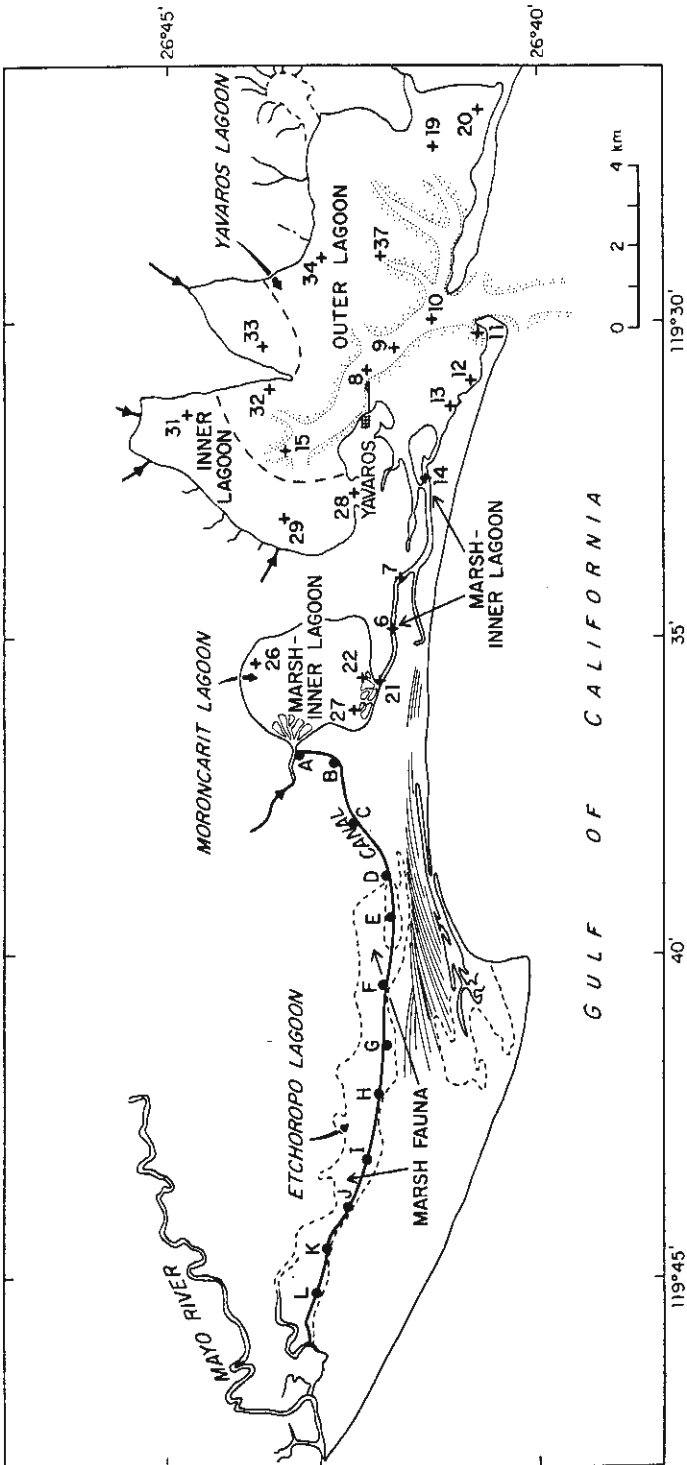 26°45'
26°40'
YAVAROS LAGOON
+19
20+
4 km
2
0
34+
OUTER LAGOON
+37
33+
+10
119°30'
9+
8+
11
12+
13+
32+
31+
INNER
LAGOON
15
28+
YAVAROS
29+
14
7
MARSH-
INNER LAGOON
6
35'
MORONCARIT LAGOON
+26
MARSH-
INNER LAGOON
22
+
21
27+
A
B
CANAL
C
D
E
F
G
H
I
J
K
L
40'
ETCHOROPO LAGOON
MARSH FAUNA
MAYO RIVER
119°45'
GULF OF CALIFORNIA